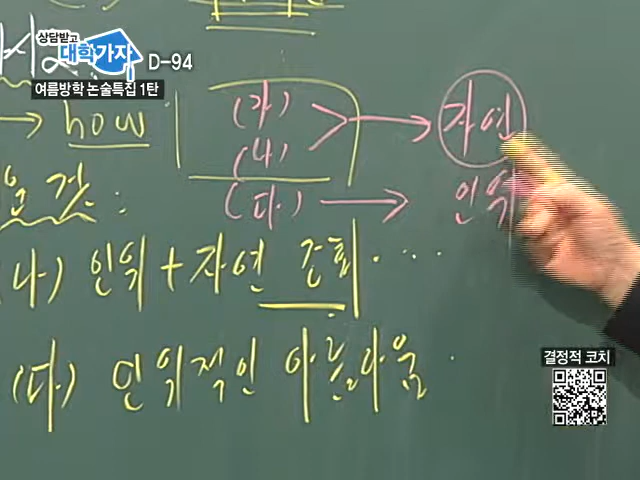 상담받고
대학가자 D-94
여름방학 논술특집 1탄
→ how
(가)
(나) → 자연
(다) → 인위
요건:
(나) 인위+자연 조화....
(다) 인위적인 아름다움.
결정적 코치